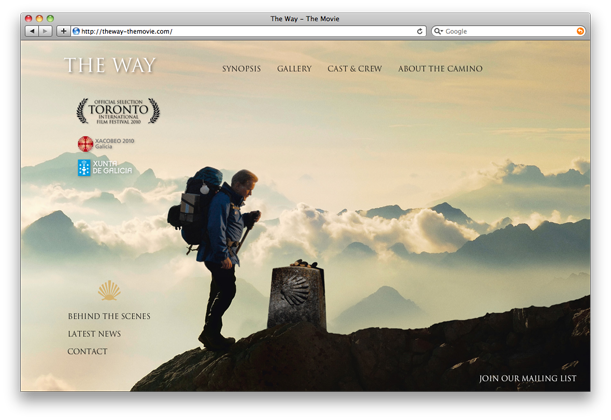 The Way – The Movie
http://theway-themovie.com/
Google
THE WAY
SYNOPSIS
GALLERY
CAST & CREW
ABOUT THE CAMINO
OFFICIAL SELECTION
TORONTO
INTERNATIONAL
FILM FESTIVAL 2010
XACOBEO 2010
Galicia
XUNTA
DE GALICIA
BEHIND THE SCENES
LATEST NEWS
CONTACT
JOIN OUR MAILING LIST